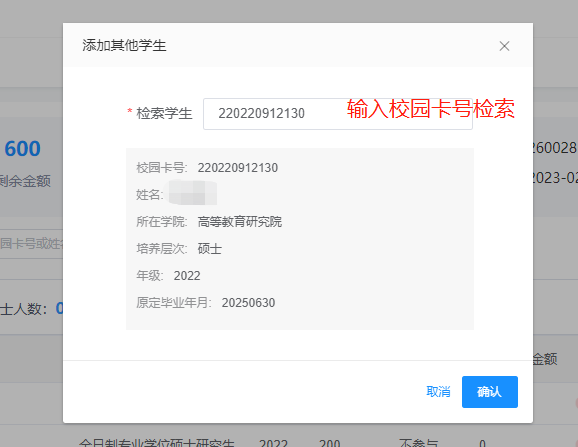 添加其他学生
* 检索学生 220220912130 输入校园卡号检索
600
剩余金额
260028
2023-02
校园卡号: 220220912130
姓名:
所在学院: 高等教育研究院
园卡号或姓
培养层次: 硕士
年级: 2022
原定毕业年月: 20250630
士人数: 0
金额
取消 确认
全日制专业学位硕士研究生 2022 200 不参与 0